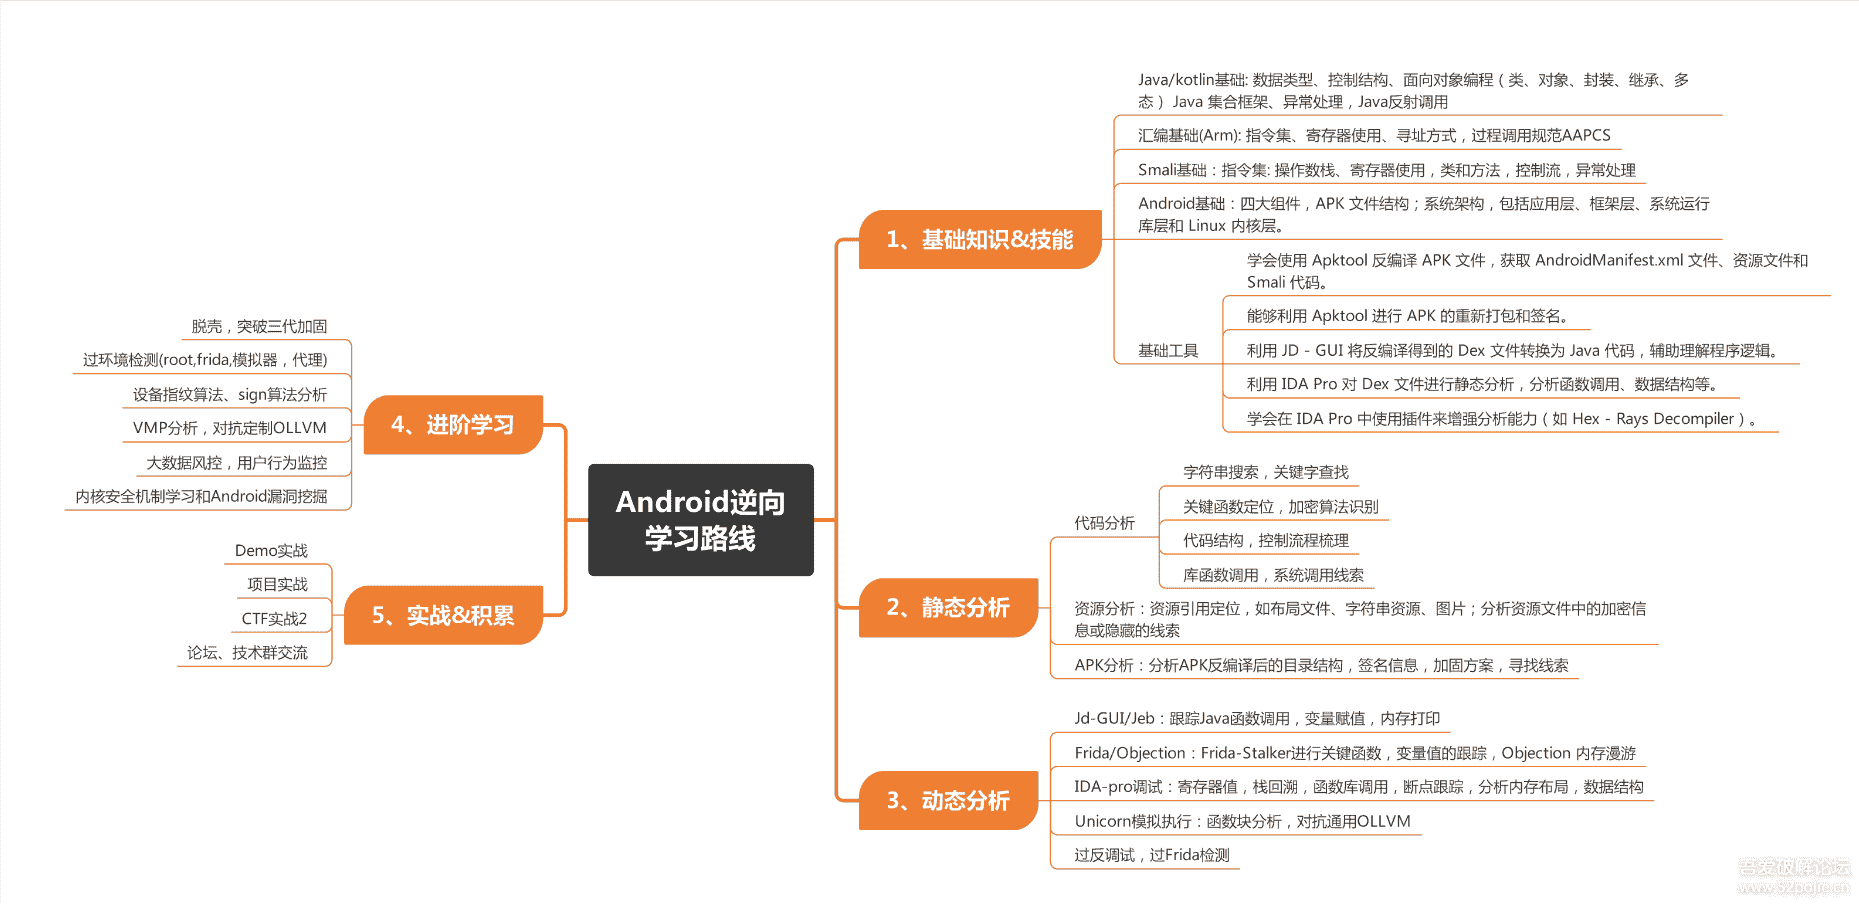 Android逆向
学习路线
1、基础知识&技能
Java/kotlin基础: 数据类型、控制结构、面向对象编程（类、对象、封装、继承、多
态） Java 集合框架、异常处理，Java反射调用
汇编基础(Arm): 指令集、寄存器使用、寻址方式，过程调用规范AAPCS
Smali基础：指令集: 操作数栈、寄存器使用，类和方法，控制流，异常处理
Android基础：四大组件，APK 文件结构；系统架构，包括应用层、框架层、系统运行
库层和 Linux 内核层。
基础工具
学会使用 Apktool 反编译 APK 文件，获取 AndroidManifest.xml 文件、资源文件和
Smali 代码。
能够利用 Apktool 进行 APK 的重新打包和签名。
利用 JD - GUI 将反编译得到的 Dex 文件转换为 Java 代码，辅助理解程序逻辑。
利用 IDA Pro 对 Dex 文件进行静态分析，分析函数调用、数据结构等。
学会在 IDA Pro 中使用插件来增强分析能力（如 Hex - Rays Decompiler）。
2、静态分析
代码分析
字符串搜索，关键字查找
关键函数定位，加密算法识别
代码结构，控制流程梳理
库函数调用，系统调用线索
资源分析：资源引用定位，如布局文件、字符串资源、图片；分析资源文件中的加密信
息或隐藏的线索
APK分析：分析APK反编译后的目录结构，签名信息，加固方案，寻找线索
3、动态分析
Jd-GUI/Jeb：跟踪Java函数调用，变量赋值，内存打印
Frida/Objection：Frida-Stalker进行关键函数，变量值的跟踪，Objection 内存漫游
IDA-pro调试：寄存器值，栈回溯，函数库调用，断点跟踪，分析内存布局，数据结构
Unicorn模拟执行：函数块分析，对抗通用OLLVM
过反调试，过Frida检测
4、进阶学习
脱壳，突破三代加固
过环境检测(root,frida,模拟器，代理)
设备指纹算法、sign算法分析
VMP分析，对抗定制OLLVM
大数据风控，用户行为监控
内核安全机制学习和Android漏洞挖掘
5、实战&积累
Demo实战
项目实战
CTF实战2
论坛、技术群交流
吾爱破解论坛
www.52pojie.cn